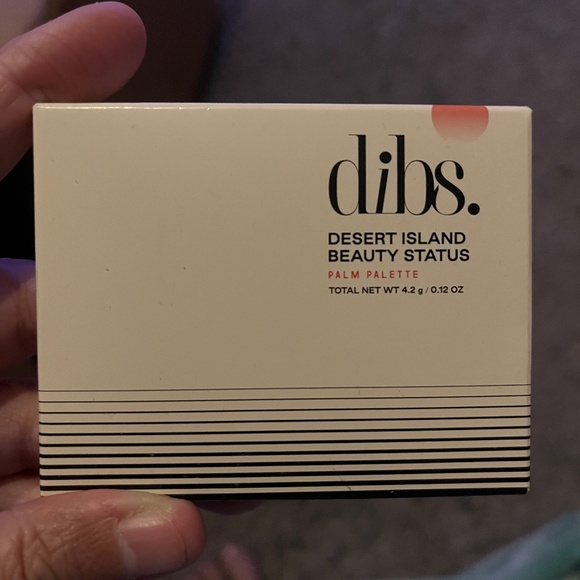 dibs.
DESERT ISLAND
BEAUTY STATUS
PALM PALETTE
TOTAL NET WT 4.2 g / 0.12 OZ